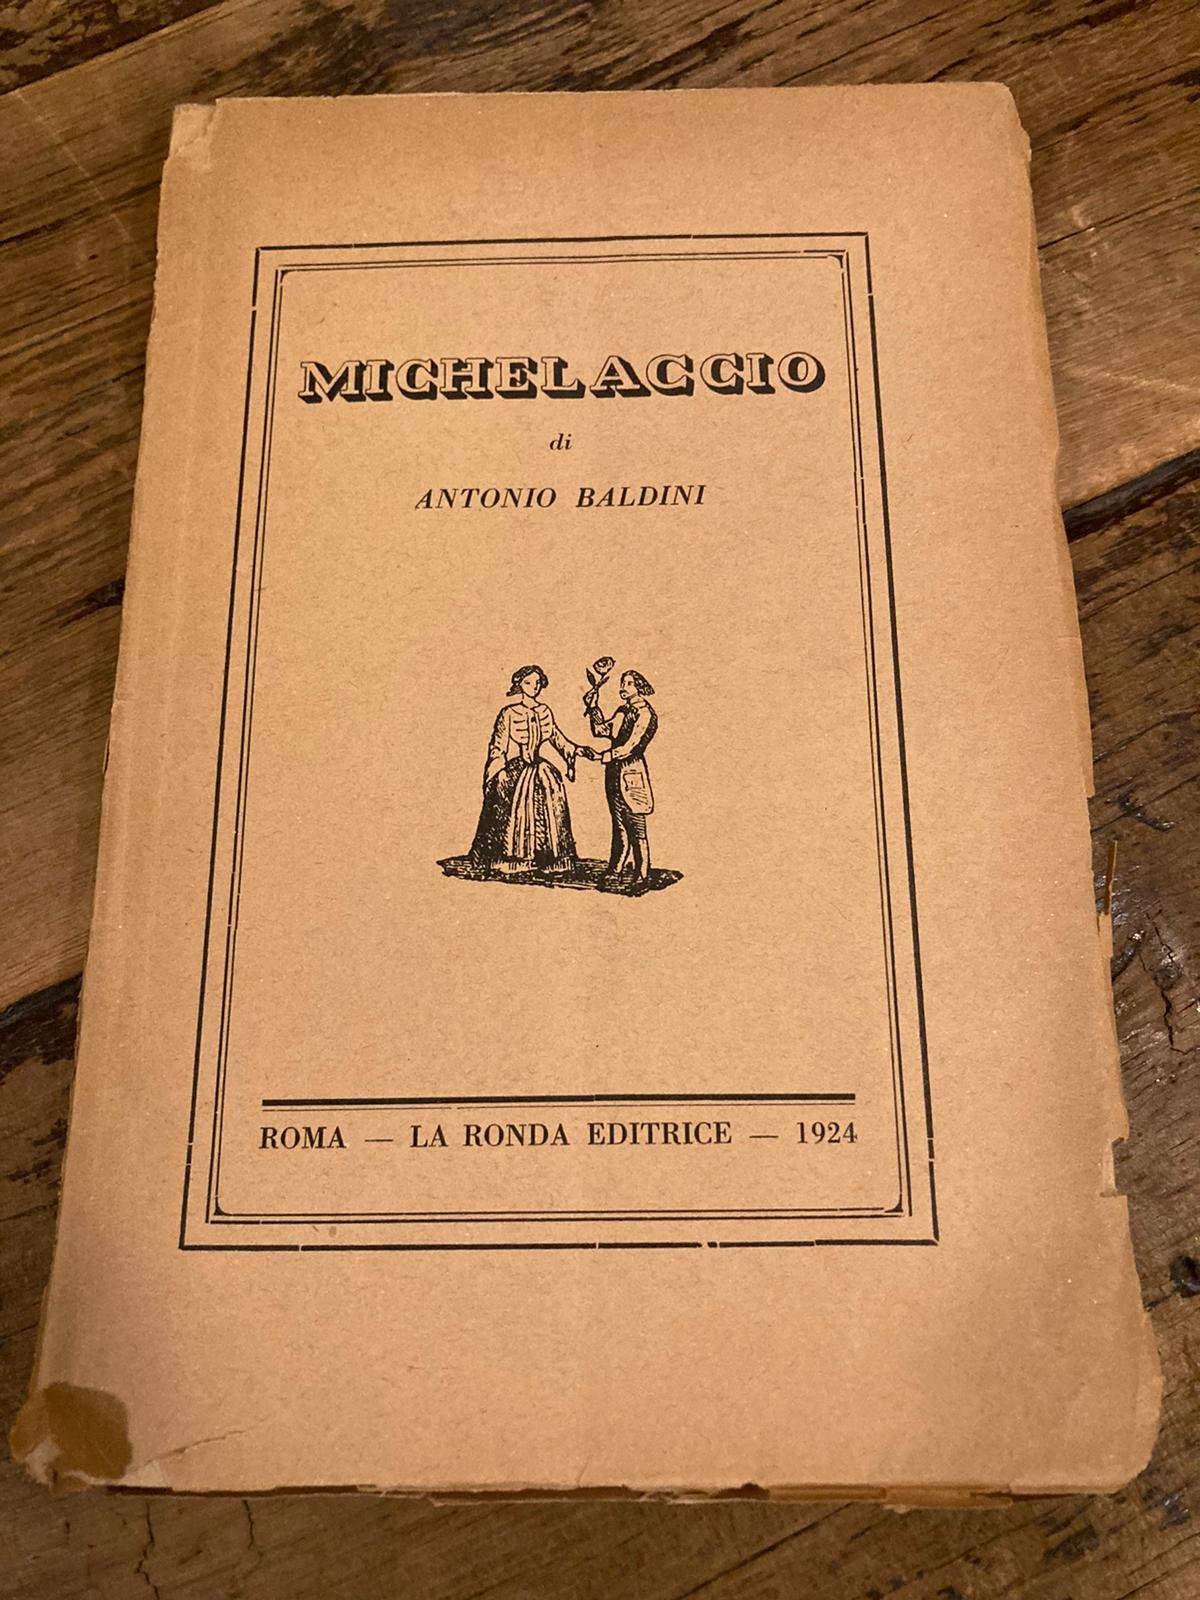 MICHELACCIO
di
ANTONIO BALDINI
ROMA — LA RONDA EDITRICE — 1924